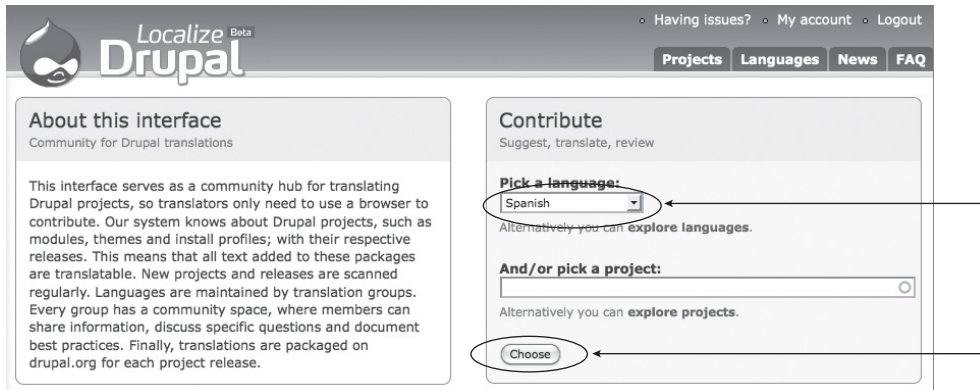 Localize Beta
Drupal
Having issues? My account Logout
Projects Languages News FAQ
About this interface
Community for Drupal translations
This interface serves as a community hub for translating
Drupal projects, so translators only need to use a browser to
contribute. Our system knows about Drupal projects, such as
modules, themes and install profiles; with their respective
releases. This means that all text added to these packages
are translatable. New projects and releases are scanned
regularly. Languages are maintained by translation groups.
Every group has a community space, where members can
share information, discuss specific questions and document
best practices. Finally, translations are packaged on
drupal.org for each project release.
Contribute
Suggest, translate, review
Pick a language:
Spanish
Alternatively you can explore languages.
And/or pick a project:
Alternatively you can explore projects.
Choose